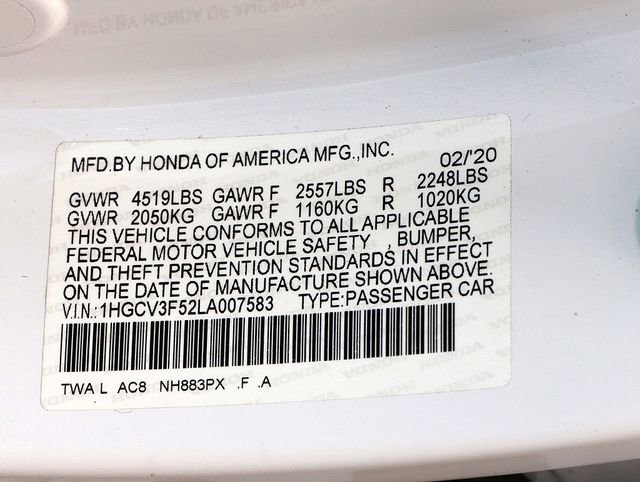 MFD.BY HONDA OF AMERICA MFG.,INC. 02/'20
GVWR 4519LBS GAWR F 2557LBS R 2248LBS
GVWR 2050KG GAWR F 1160KG R 1020KG
THIS VEHICLE CONFORMS TO ALL APPLICABLE
FEDERAL MOTOR VEHICLE SAFETY , BUMPER,
AND THEFT PREVENTION STANDARDS IN EFFECT
ON THE DATE OF MANUFACTURE SHOWN ABOVE.
V.I.N.:1HGCV3F52LA007583 TYPE:PASSENGER CAR
TWA L AC8 NH883PX .F .A